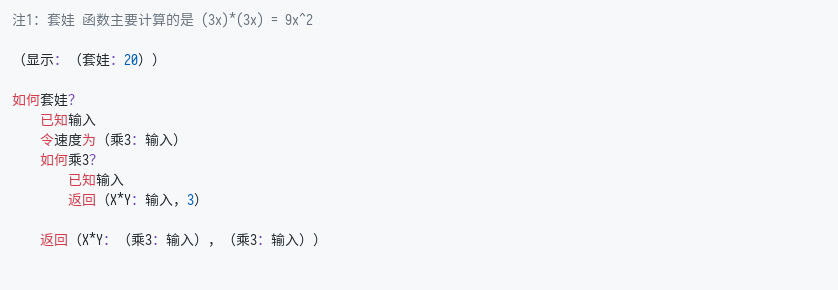 注1：套娃 函数主要计算的是 (3x)*(3x) = 9x^2
（显示：（套娃：20））
如何套娃？
已知输入
令速度为（乘3：输入）
如何乘3？
已知输入
返回（X*Y：输入，3）
返回（X*Y：（乘3：输入），（乘3：输入））